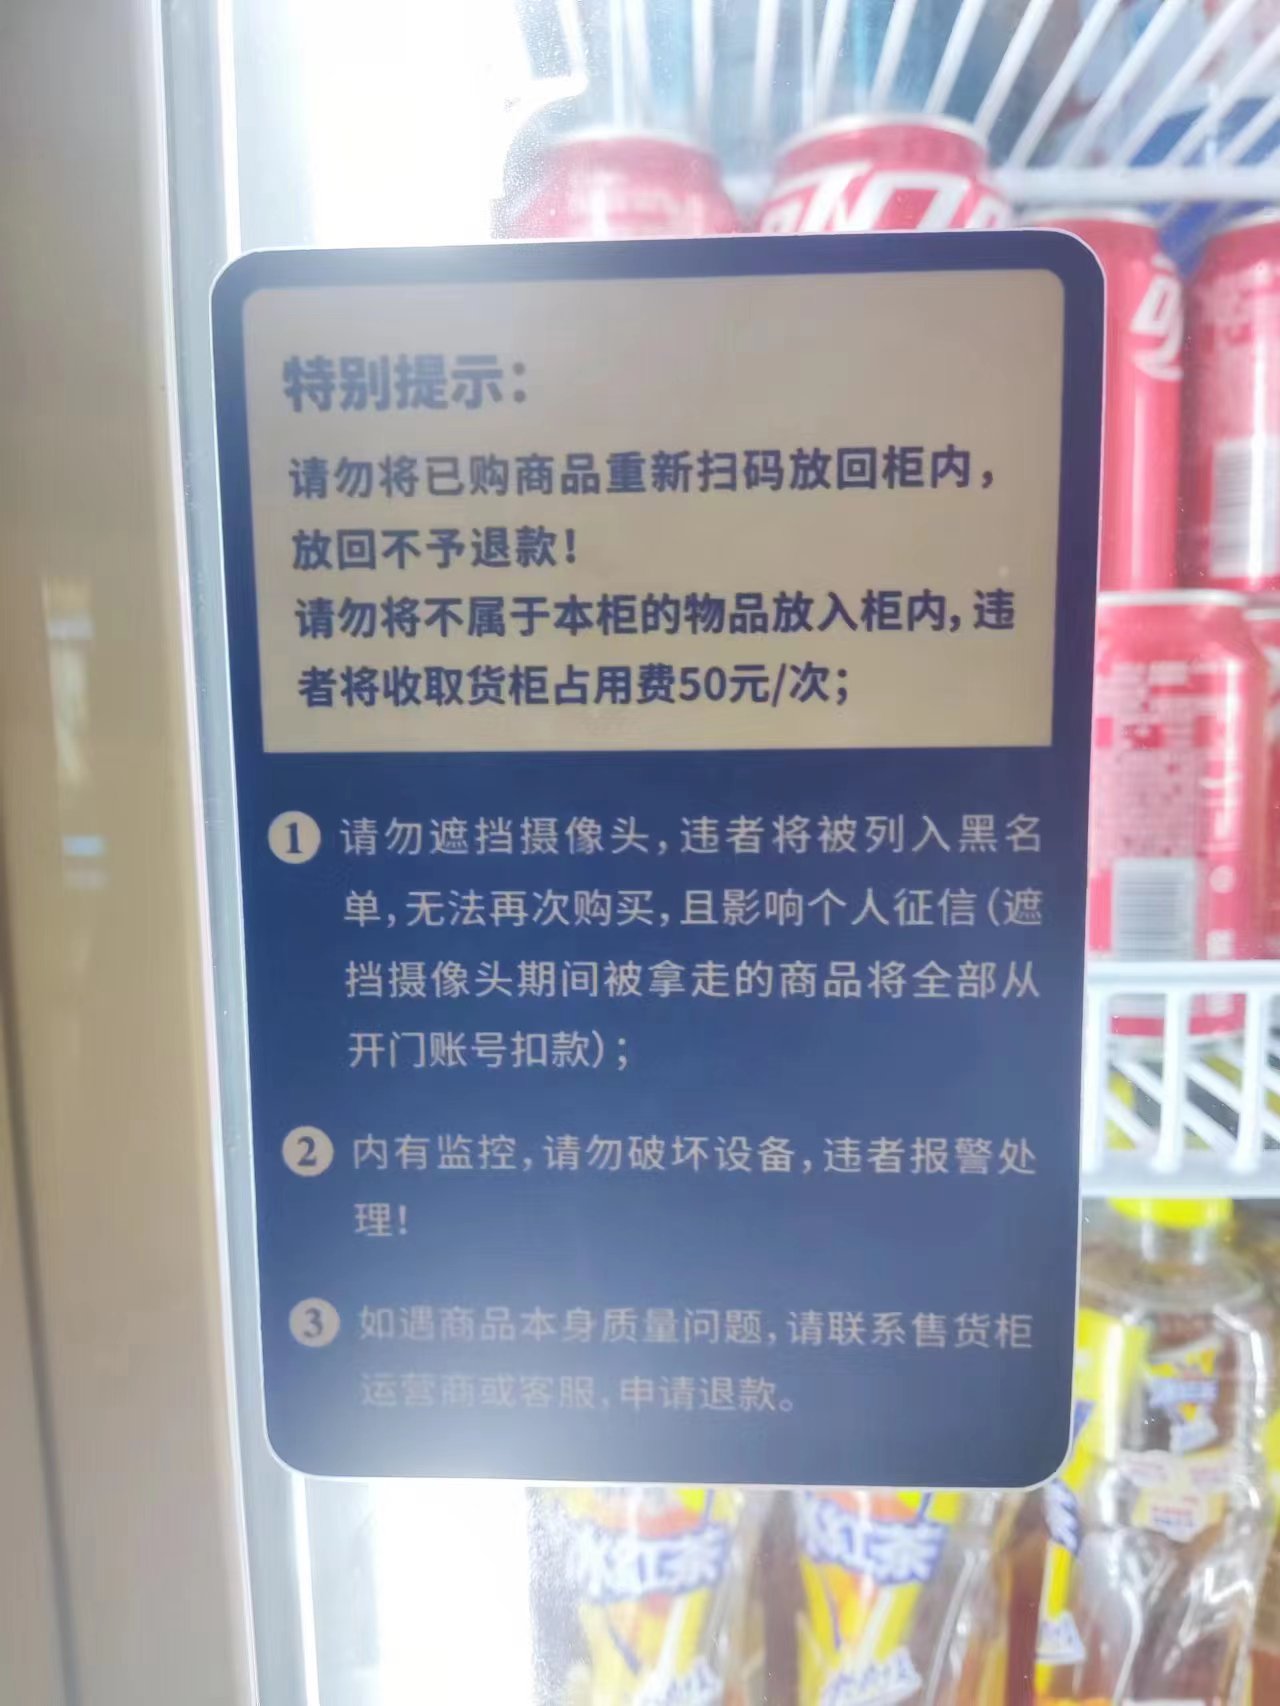 特别提示：
请勿将已购商品重新扫码放回柜内，
放回不予退款！
请勿将不属于本柜的物品放入柜内，违
者将收取货柜占用费50元/次；
1 请勿遮挡摄像头，违者将被列入黑名
单，无法再次购买，且影响个人征信（遮
挡摄像头期间被拿走的商品将全部从
开门账号扣款）；
2 内有监控，请勿破坏设备，违者报警处
理！
3 如遇商品本身质量问题，请联系售货柜
运营商或客服，申请退款。
冰红茶
冰红茶